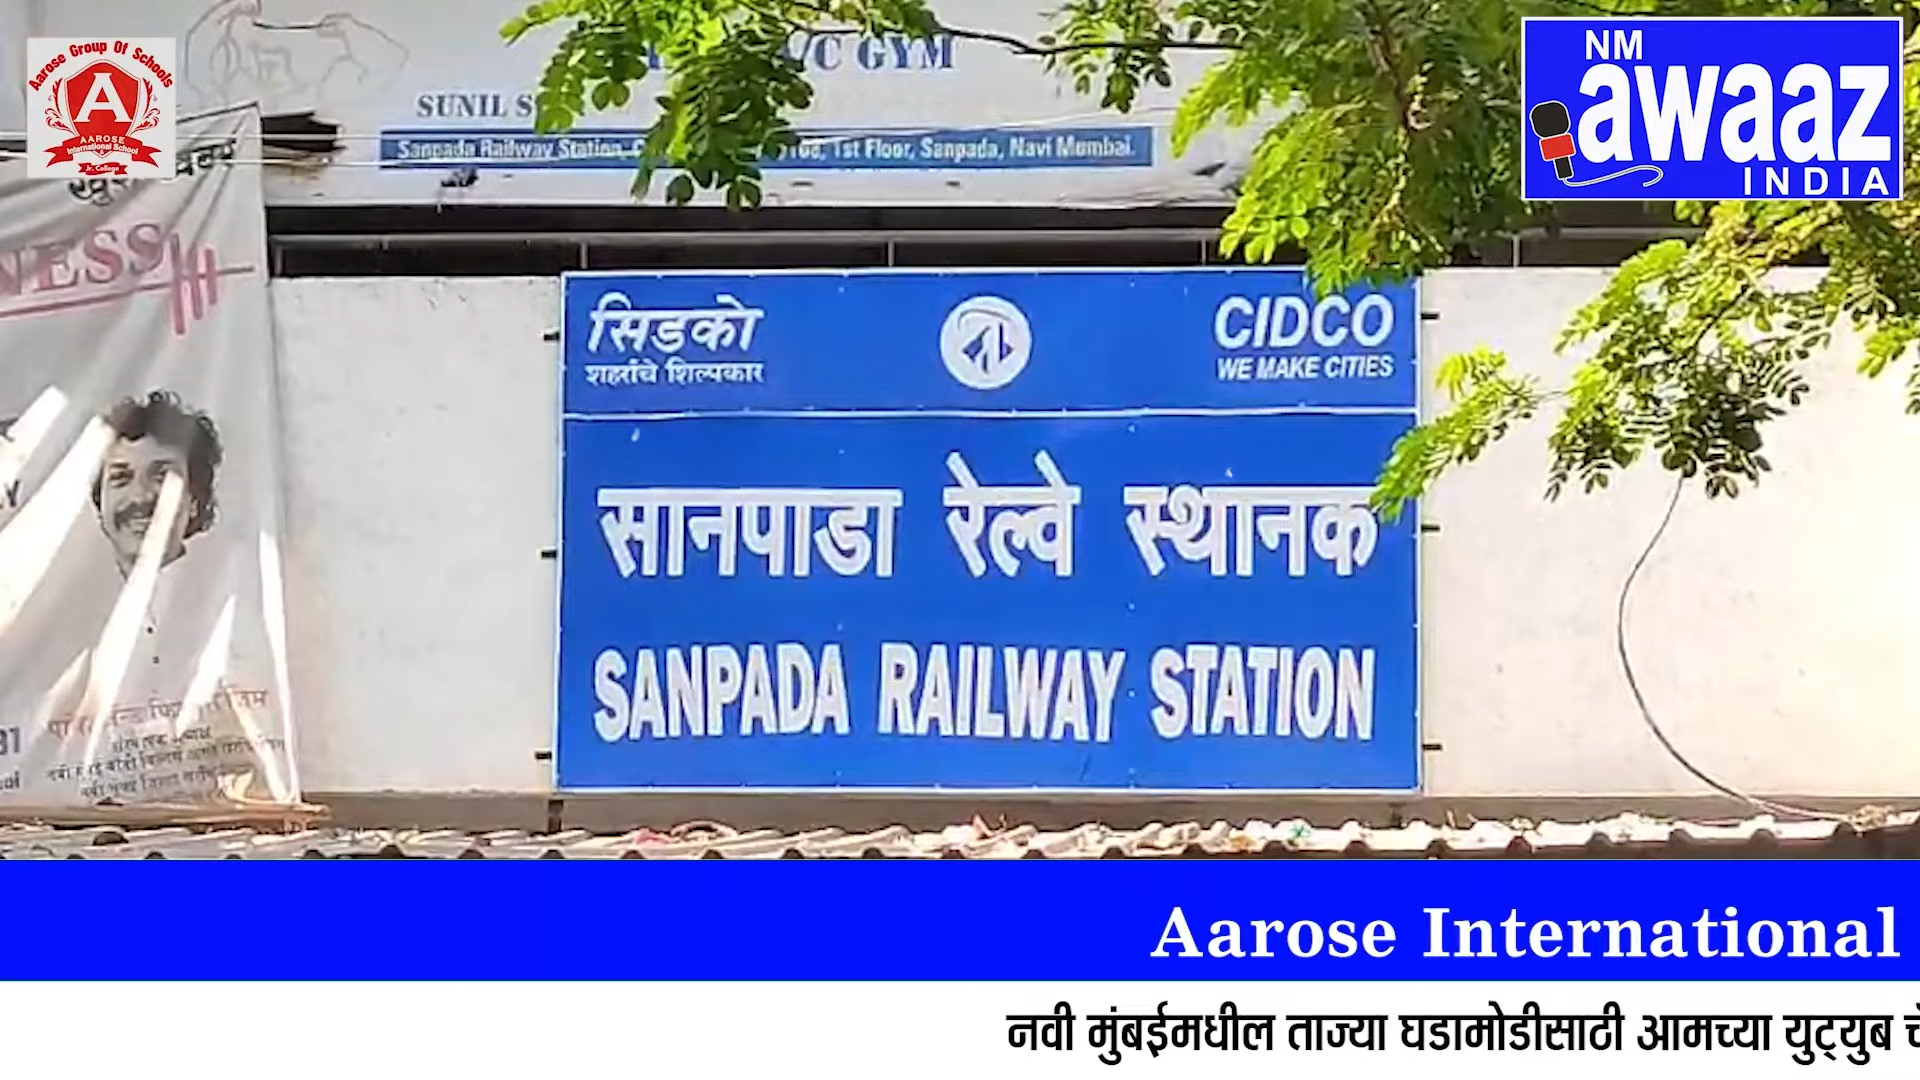 Aarose Group Of Schools
A
AAROSE
International School
Jr. College
NM
awaaz
INDIA
GYM
SUNIL
Sanpada Railway Station,
1st Floor, Sanpada, Navi Mumbai.
NESS
सिडको
शहरांचे शिल्पकार
CIDCO
WE MAKE CITIES
सानपाडा रेल्वे स्थानक
SANPADA RAILWAY STATION
Aarose International
नवी मुंबईमधील ताज्या घडामोडीसाठी आमच्या युट्युब